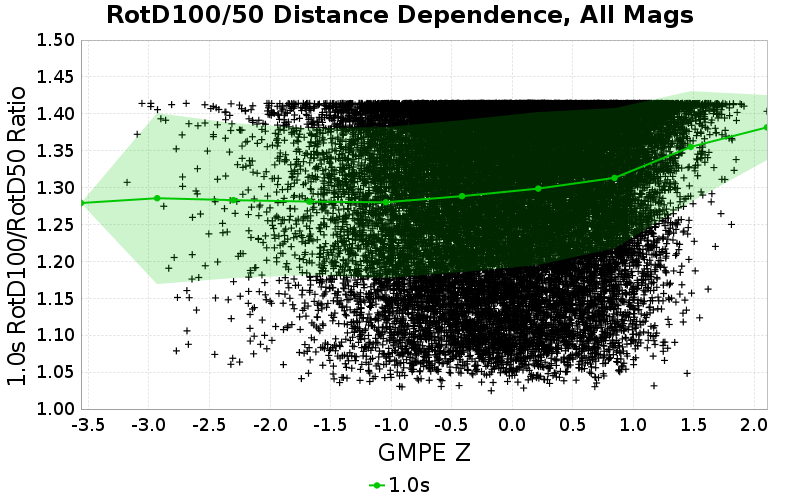 RotD100/50 Distance Dependence, All Mags
1.0s RotD100/RotD50 Ratio
1.50
1.45
1.40
1.35
1.30
1.25
1.20
1.15
1.10
1.05
1.00
-3.5 -3.0 -2.5 -2.0 -1.5 -1.0 -0.5 0.0 0.5 1.0 1.5 2.0
GMPE Z
1.0s